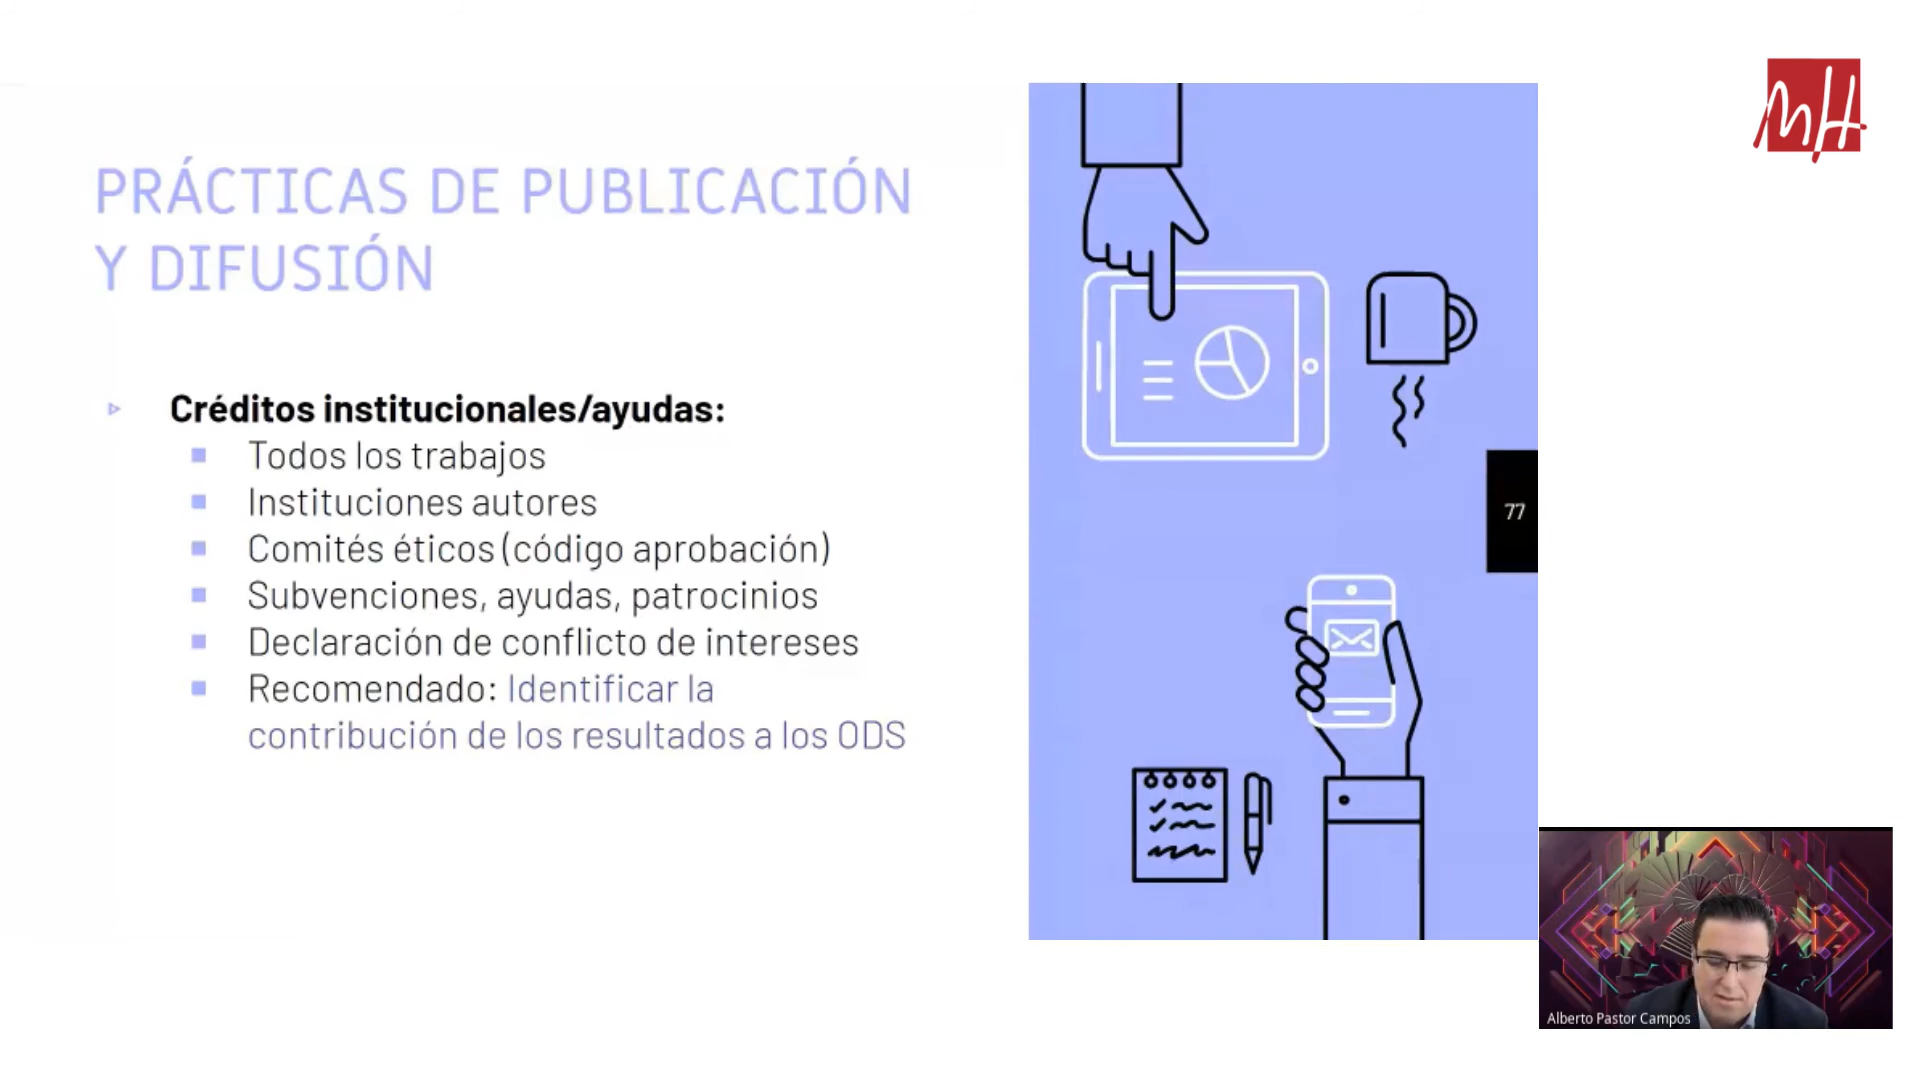 MH
PRÁCTICAS DE PUBLICACIÓN
Y DIFUSIÓN
Créditos institucionales/ayudas:
Todos los trabajos
Instituciones autores
Comités éticos (código aprobación)
Subvenciones, ayudas, patrocinios
Declaración de conflicto de intereses
Recomendado: Identificar la
contribución de los resultados a los ODS
77
Alberto Pastor Campos